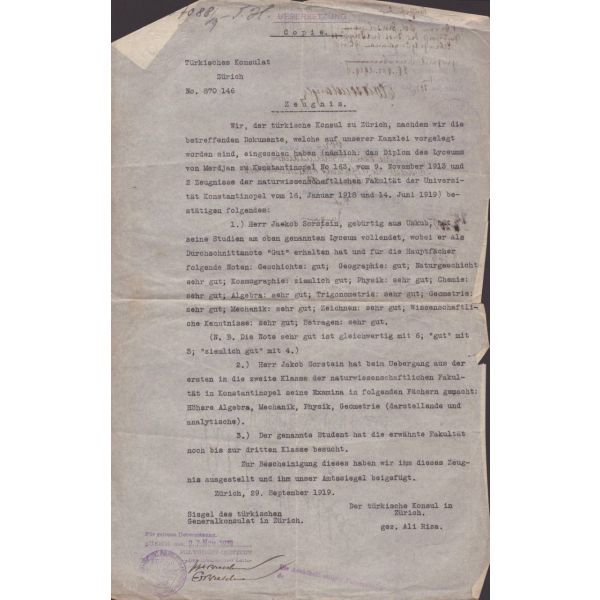 UEBERSETZUNG
Copie.
Türkisches Konsulat
Zürich
No. 870 146
Zeugnis.
Wir, der türkische Konsul zu Zürich, nachdem wir die
betreffenden Dokumente, welche auf unserer Kanzlei vorgelegt
worden sind, eingesehen haben (nämlich: das Diplom des Lyceums
von Merdjan zu Konstantinopel No 163, vom 9. November 1913 und
2 Zeugnisse der naturwissenschaftlichen Fakultät der Universi-
tät Konstantinopel vom 16. Januar 1918 und 14. Juni 1919) be-
stätigen folgendes:
1.) Herr Jaekob Sorstein, gebürtig aus Uskub, hat
seine Studien am oben genannten Lyceum vollendet, wobei er als
Durchschnittsnote "Gut" erhalten hat und für die Hauptfächer
folgende Noten: Geschichte: gut; Geographie: gut; Naturgeschicht
sehr gut; Kosmographie: ziemlich gut; Physik: sehr gut; Chemie:
sehr gut; Algebra: sehr gut; Trigonometrie: sehr gut; Geometrie:
sehr gut; Mechanik: sehr gut; Zeichnen: sehr gut; Wissenschaftli-
che Kenntnisse: sehr gut; Betragen: sehr gut.
(N. B. Die Note sehr gut ist gleichwertig mit 6; "gut" mit
5; "ziemlich gut" mit 4.)
2.) Herr Jakob Sorstein hat beim Uebergang aus der
ersten in die zweite Klasse der naturwissenschaftlichen Fakul-
tät in Konstantinopel seine Examina in folgenden Fächern gemacht:
Höhere Algebra, Mechanik, Physik, Geometrie (darstellende und
analytische).
3.) Der genannte Student hat die erwähnte Fakultät
noch bis zur dritten Klasse besucht.
Zur Bescheinigung dieses haben wir ihm dieses Zeug-
nis ausgestellt und ihm unser Amtssiegel beigefügt.
Zürich, 29. September 1919.
Siegel des türkischen
Generalkonsulat in Zürich.
Der türkische Konsul in
Zürich.
gez. Ali Risa.
Für getreue Uebersetzung.